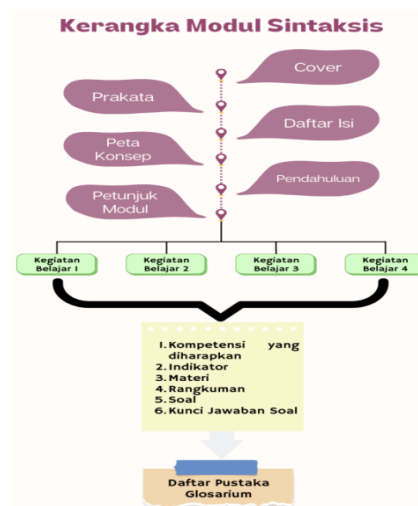 Kerangka Modul Sintaksis
Cover
Prakata
Daftar Isi
Peta
Konsep
Pendahuluan
Petunjuk
Modul
Kegiatan
Belajar 1
Kegiatan
Belajar 2
Kegiatan
Belajar 3
Kegiatan
Belajar 4
1. Kompetensi yang
diharapkan
2. Indikator
3. Materi
4. Rangkuman
5. Soal
6. Kunci Jawaban Soal
Daftar Pustaka
Glosarium